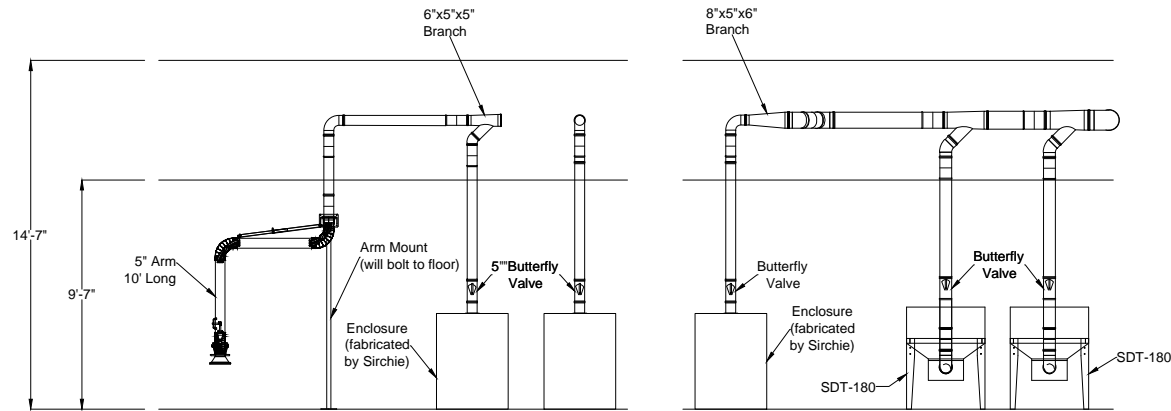 6"x5"x5"
Branch
8"x5"x6"
Branch
14'-7"
9'-7"
5" Arm
10' Long
Arm Mount
(will bolt to floor)
5""Butterfly
Valve
Enclosure
(fabricated
by Sirchie)
Butterfly
Valve
Enclosure
(fabricated
by Sirchie)
Butterfly
Valve
SDT-180
SDT-180